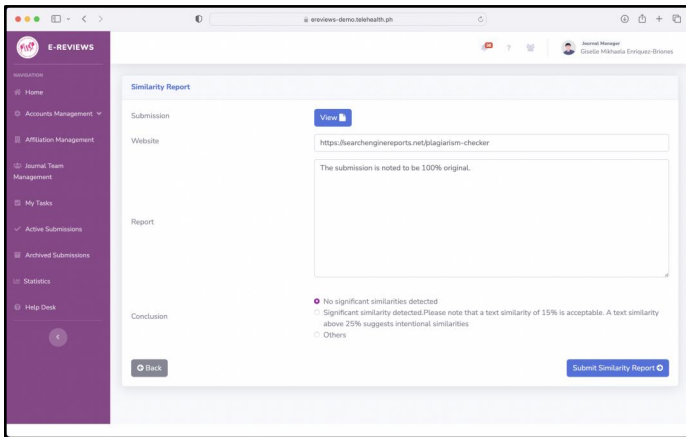 ereviews-demo.telehealth.ph
E-REVIEWS
Journal Manager
Giselle Mikhaela Enriquez-Briones
NAVIGATION
Home
Accounts Management
Affiliation Management
Journal Team
Management
My Tasks
Active Submissions
Archived Submissions
Statistics
Help Desk
Similarity Report
Submission
View
Website
https://searchenginereports.net/plagiarism-checker
Report
The submission is noted to be 100% original.
Conclusion
No significant similarities detected
Significant similarity detected.Please note that a text similarity of 15% is acceptable. A text similarity
above 25% suggests intentional similarities
Others
Back
Submit Similarity Report